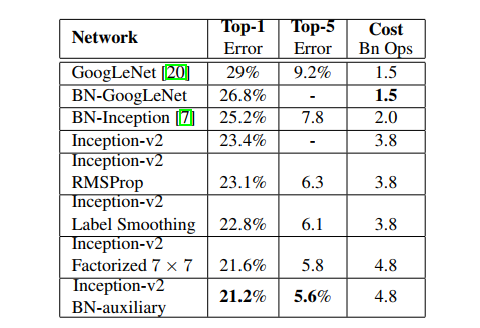 Network Top-1 Error Top-5 Error Cost Bn Ops
GoogLeNet [20] 29% 9.2% 1.5
BN-GoogLeNet 26.8% - 1.5
BN-Inception [7] 25.2% 7.8 2.0
Inception-v2 23.4% - 3.8
Inception-v2
RMSProp 23.1% 6.3 3.8
Inception-v2
Label Smoothing 22.8% 6.1 3.8
Inception-v2
Factorized 7 × 7 21.6% 5.8 4.8
Inception-v2
BN-auxiliary 21.2% 5.6% 4.8